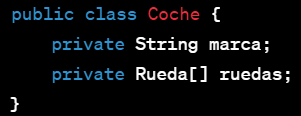 public class Coche {
    private String marca;
    private Rueda[] ruedas;
}